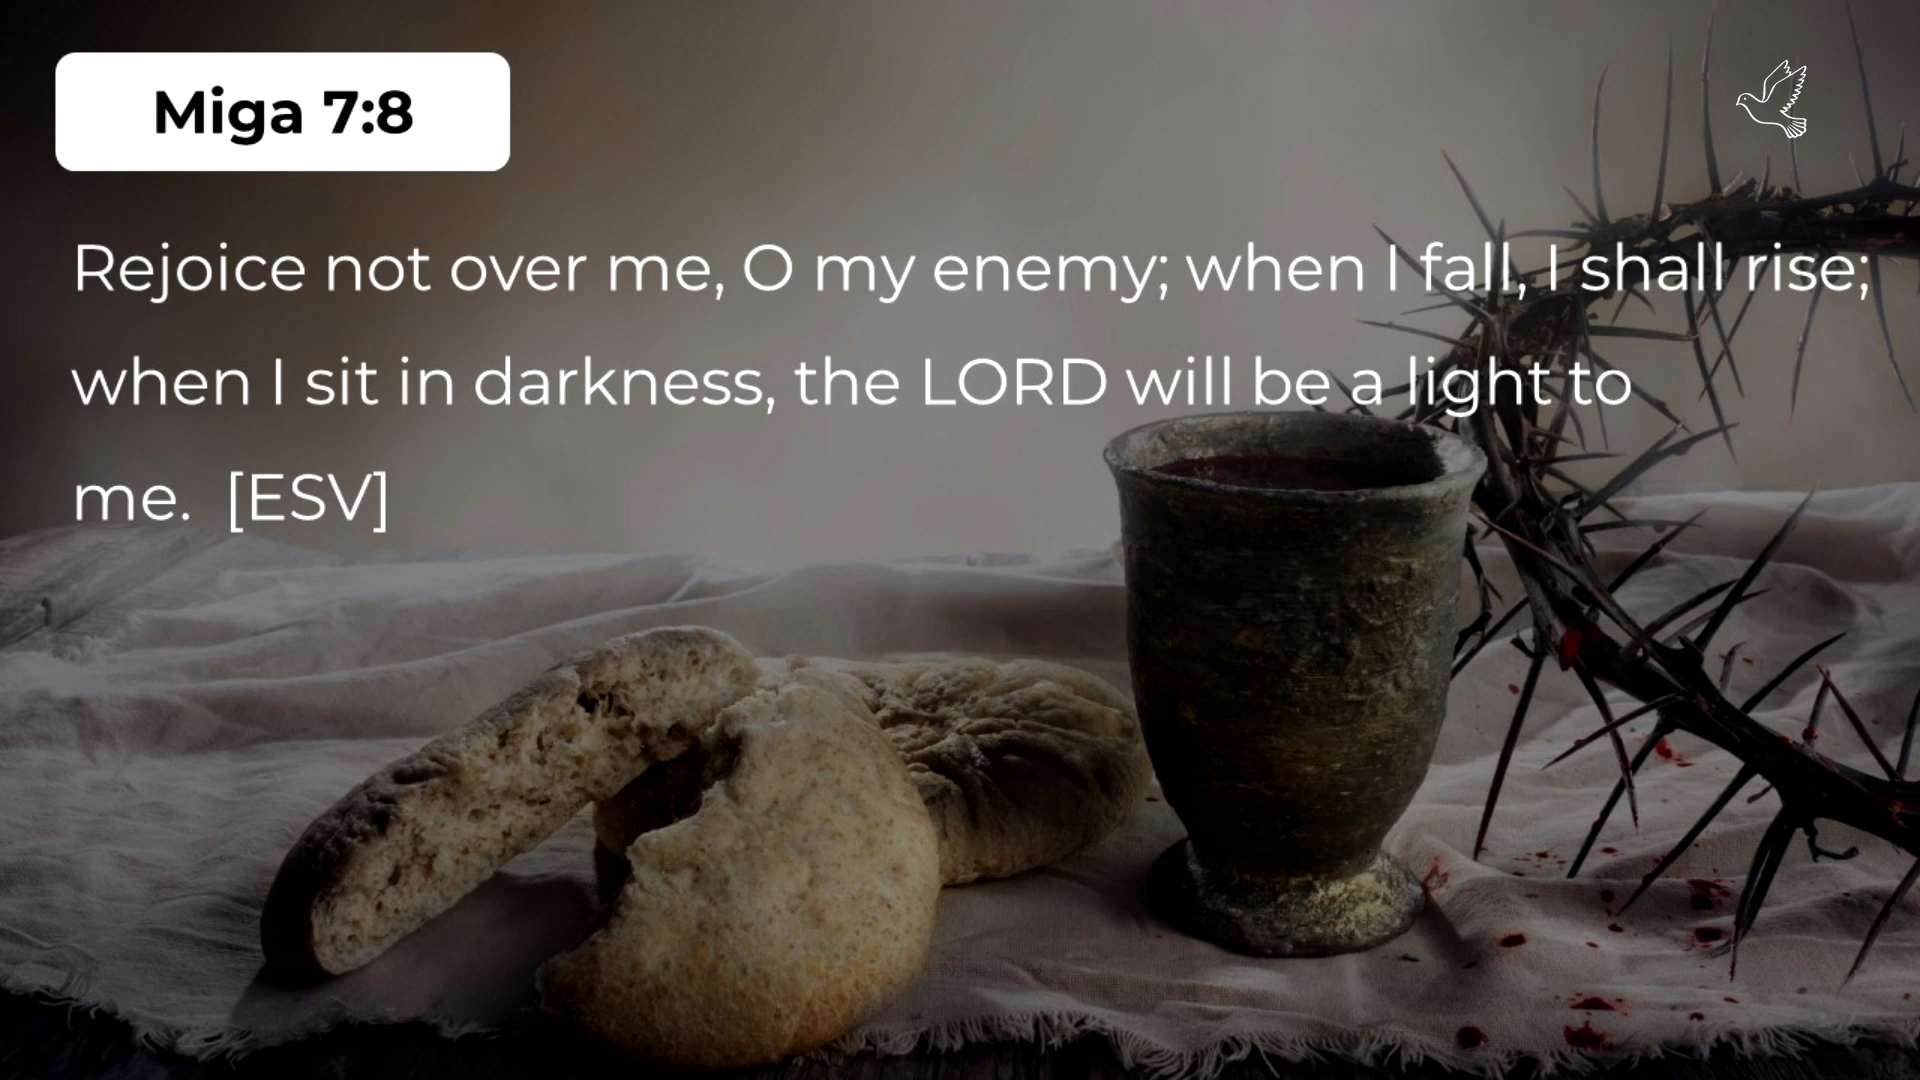 Miga 7:8
Rejoice not over me, O my enemy; when I fall, I shall rise;
when I sit in darkness, the LORD will be a light to
me. [ESV]